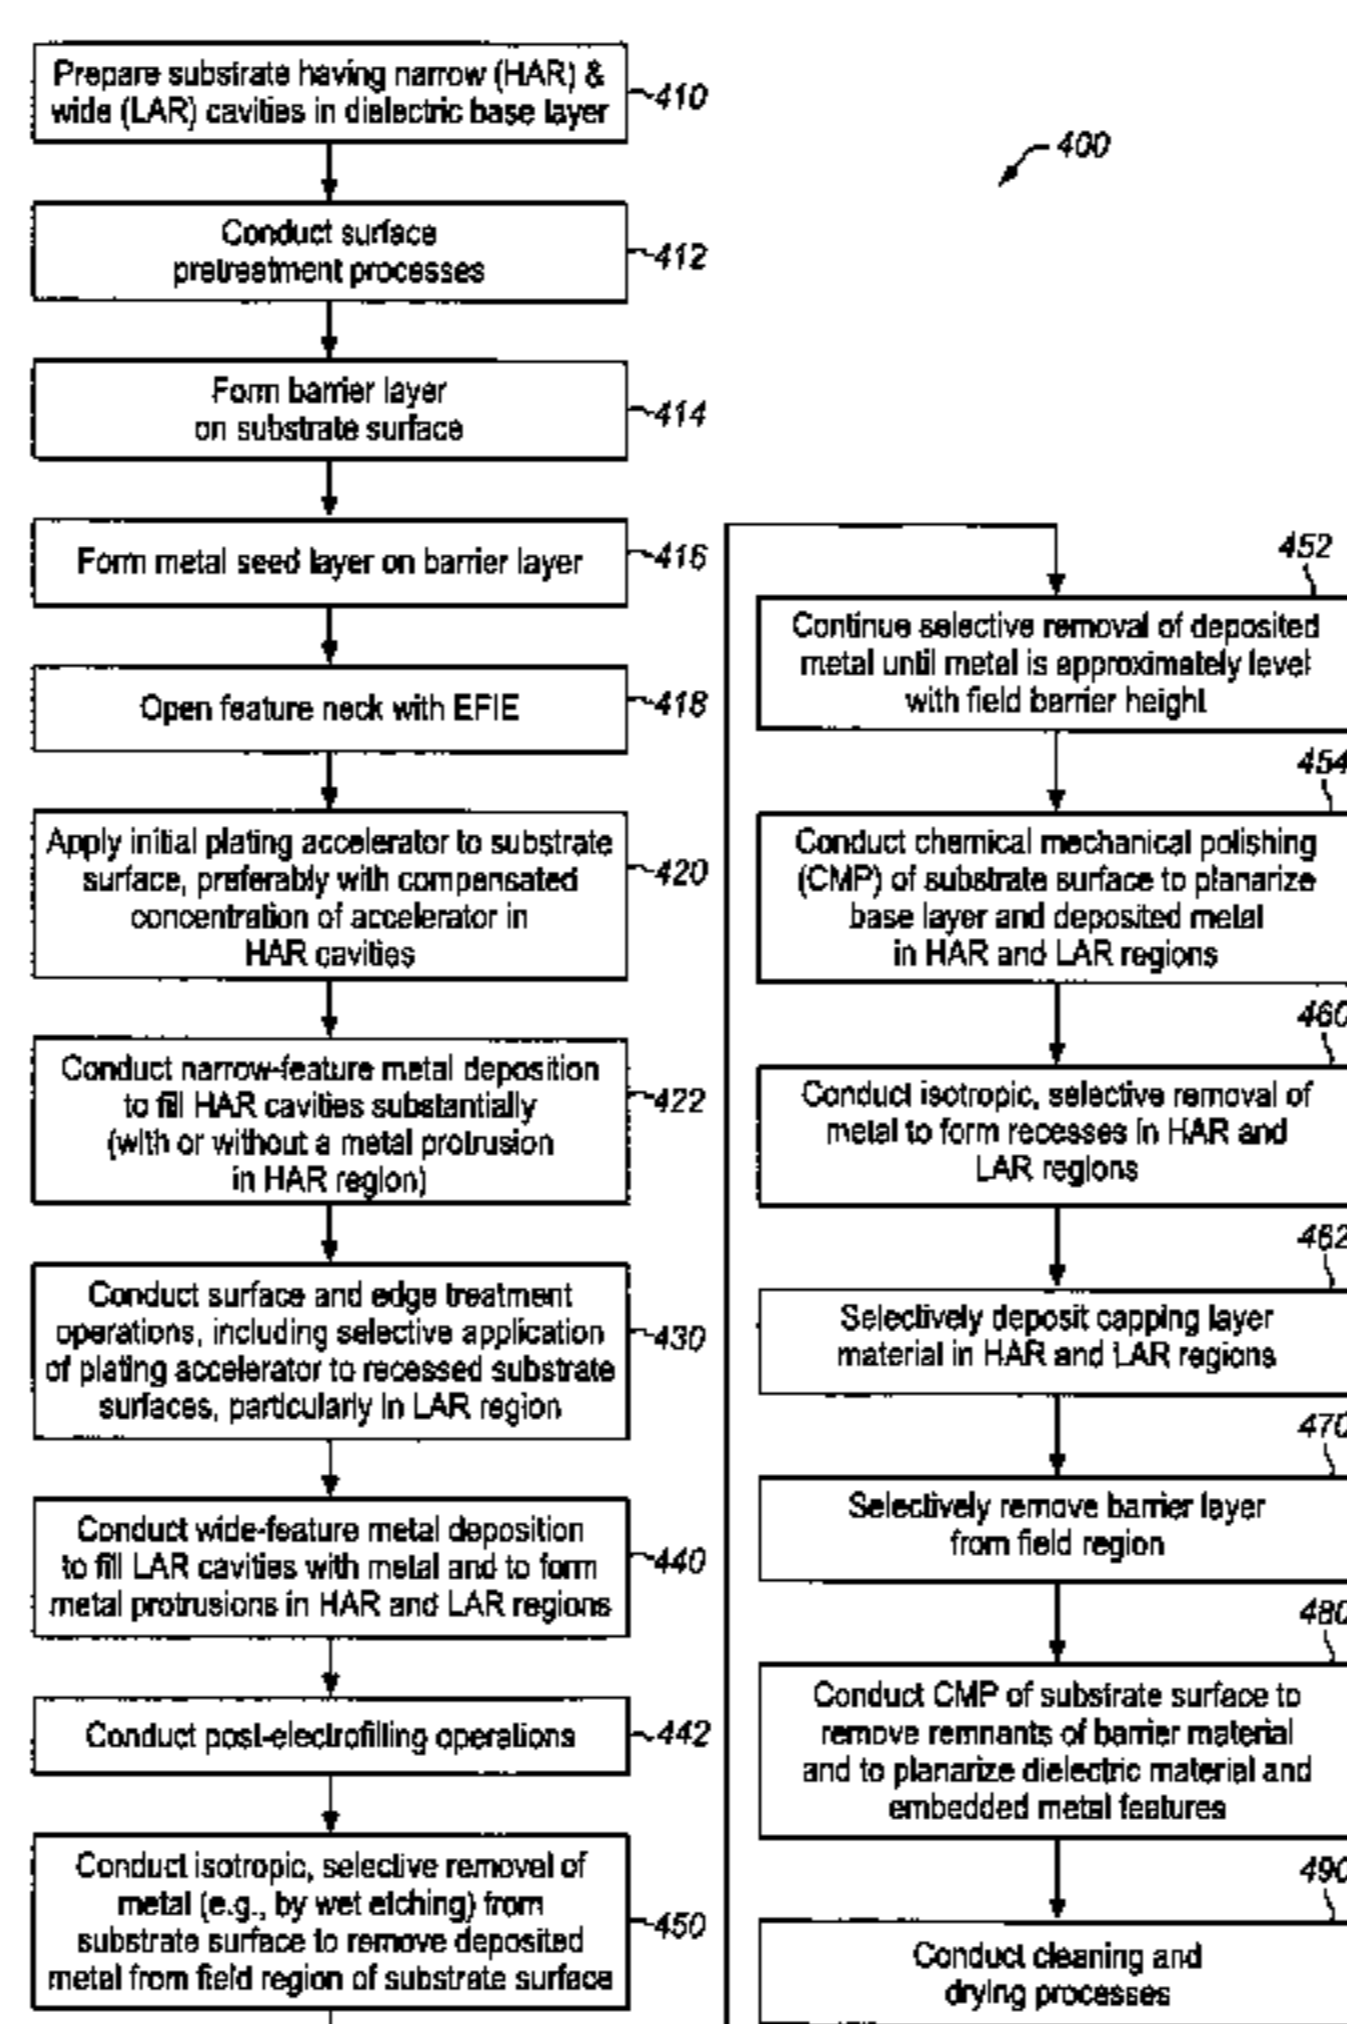 Prepare substrate having narrow (HAR) &
wide (LAR) cavities in dielectric base layer
410
400
Conduct surface
pretreatment processes
412
Form barrier layer
on substrate surface
414
Form metal seed layer on barrier layer
416
Open feature neck with EFIE
418
Apply initial plating accelerator to substrate
surface, preferably with compensated
concentration of accelerator in
HAR cavities
420
Conduct narrow-feature metal deposition
to fill HAR cavities substantially
(with or without a metal protrusion
in HAR region)
422
Conduct surface and edge treatment
operations, including selective application
of plating accelerator to recessed substrate
surfaces, particularly in LAR region
430
Conduct wide-feature metal deposition
to fill LAR cavities with metal and to form
metal protrusions in HAR and LAR regions
440
Conduct post-electrofilling operations
442
Conduct isotropic, selective removal of
metal (e.g., by wet etching) from
substrate surface to remove deposited
metal from field region of substrate surface
450
452
Continue selective removal of deposited
metal until metal is approximately level
with field barrier height
454
Conduct chemical mechanical polishing
(CMP) of substrate surface to planarize
base layer and deposited metal
in HAR and LAR regions
460
Conduct isotropic, selective removal of
metal to form recesses in HAR and
LAR regions
462
Selectively deposit capping layer
material in HAR and LAR regions
470
Selectively remove barrier layer
from field region
480
Conduct CMP of substrate surface to
remove remnants of barrier material
and to planarize dielectric material and
embedded metal features
490
Conduct cleaning and
drying processes